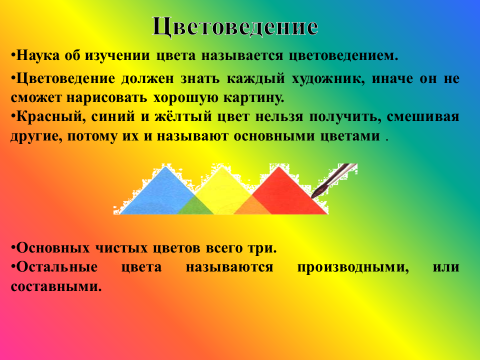 Цветоведение
•Наука об изучении цвета называется цветоведением.
•Цветоведение должен знать каждый художник, иначе он не
сможет нарисовать хорошую картину.
•Красный, синий и жёлтый цвет нельзя получить, смешивая
другие, потому их и называют основными цветами .
•Основных чистых цветов всего три.
•Остальные цвета называются производными, или
составными.